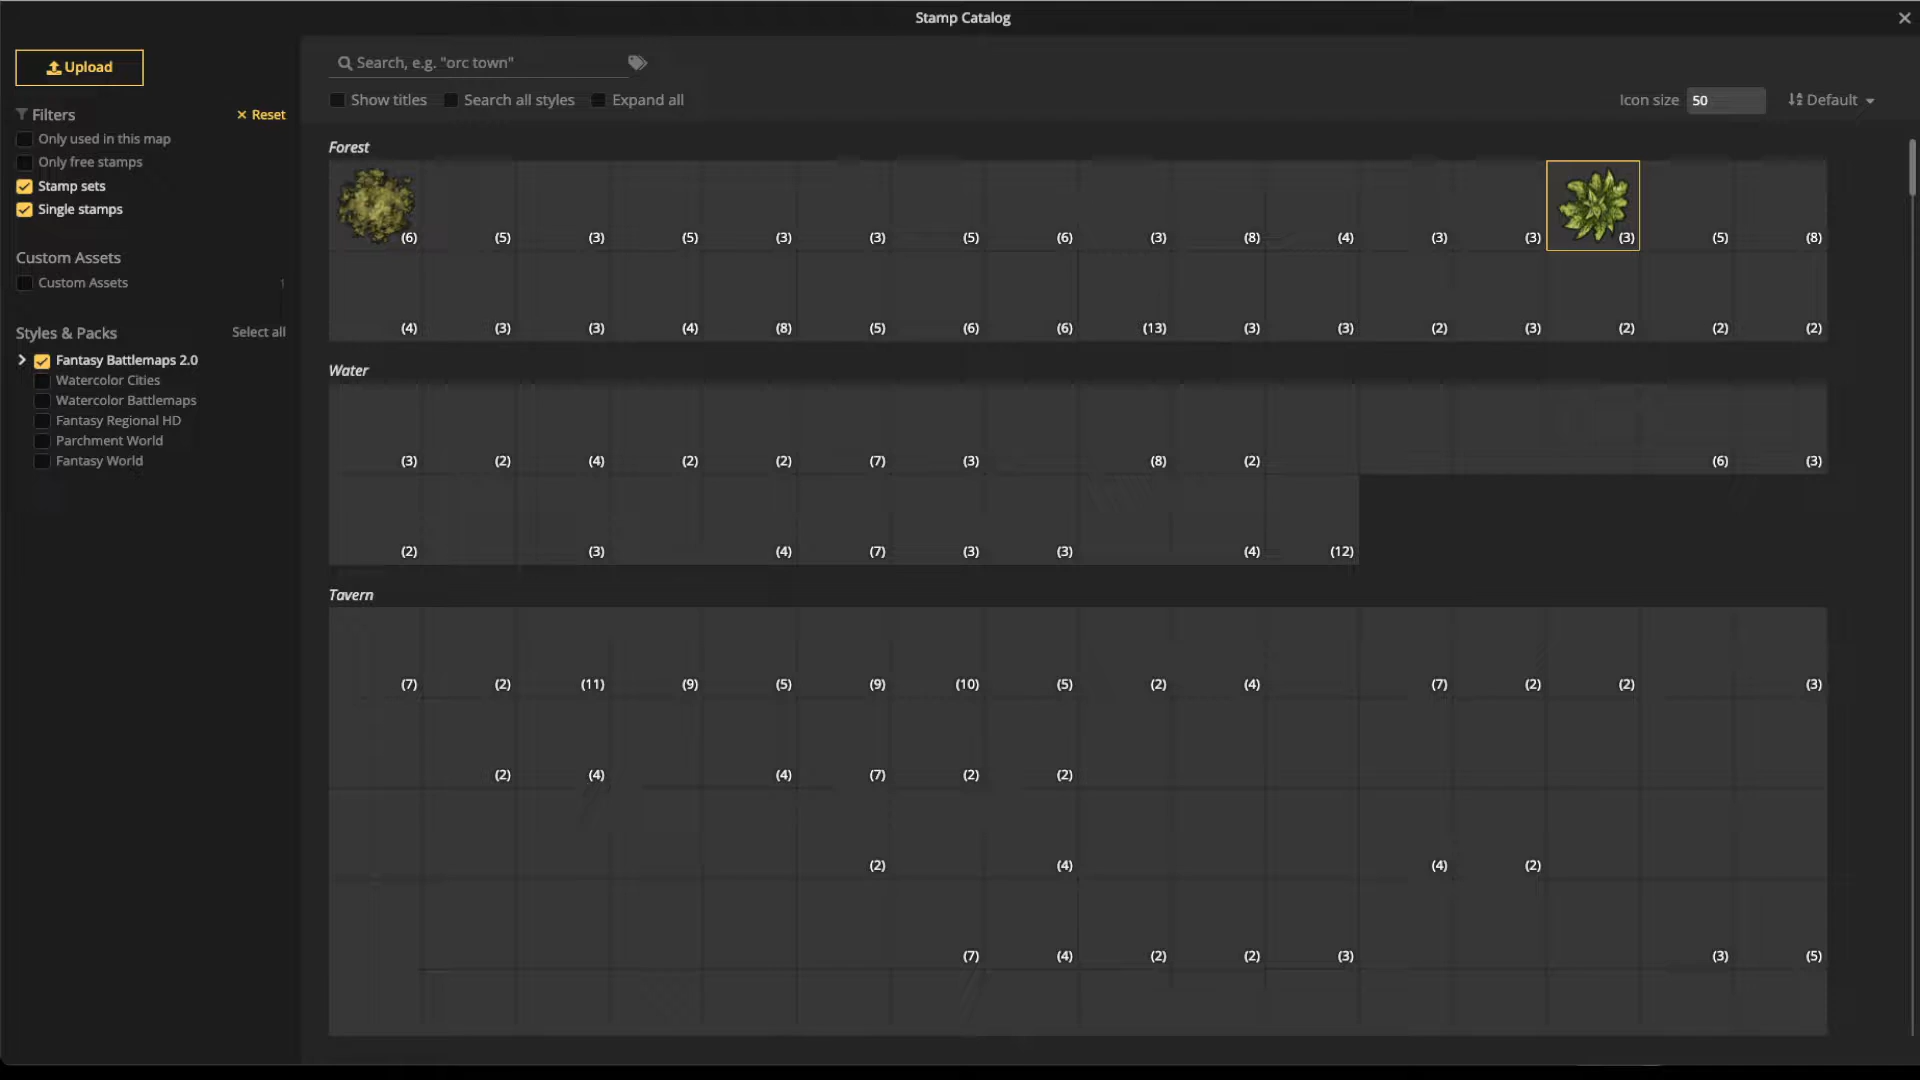 Stamp Catalog
Upload
Filters
Reset
Only used in this map
Only free stamps
Stamp sets
Single stamps
Custom Assets
Custom Assets 1
Styles & Packs Select all
Fantasy Battlemaps 2.0
Watercolor Cities
Watercolor Battlemaps
Fantasy Regional HD
Parchment World
Fantasy World
Search, e.g. "orc town"
Show titles Search all styles Expand all
Icon size 50 Default
Forest
(6) (5) (3) (5) (3) (3) (5) (6) (3) (8) (4) (3) (3) (3) (5) (8)
(4) (3) (3) (4) (8) (5) (6) (6) (13) (3) (3) (2) (3) (2) (2) (2)
Water
(3) (2) (4) (2) (2) (7) (3) (8) (2) (6) (3)
(2) (3) (4) (7) (3) (3) (4) (12)
Tavern
(7) (2) (11) (9) (5) (9) (10) (5) (2) (4) (7) (2) (2) (3)
(2) (4) (4) (7) (2) (2)
(2) (4) (4) (2)
(7) (4) (2) (2) (3) (3) (5)